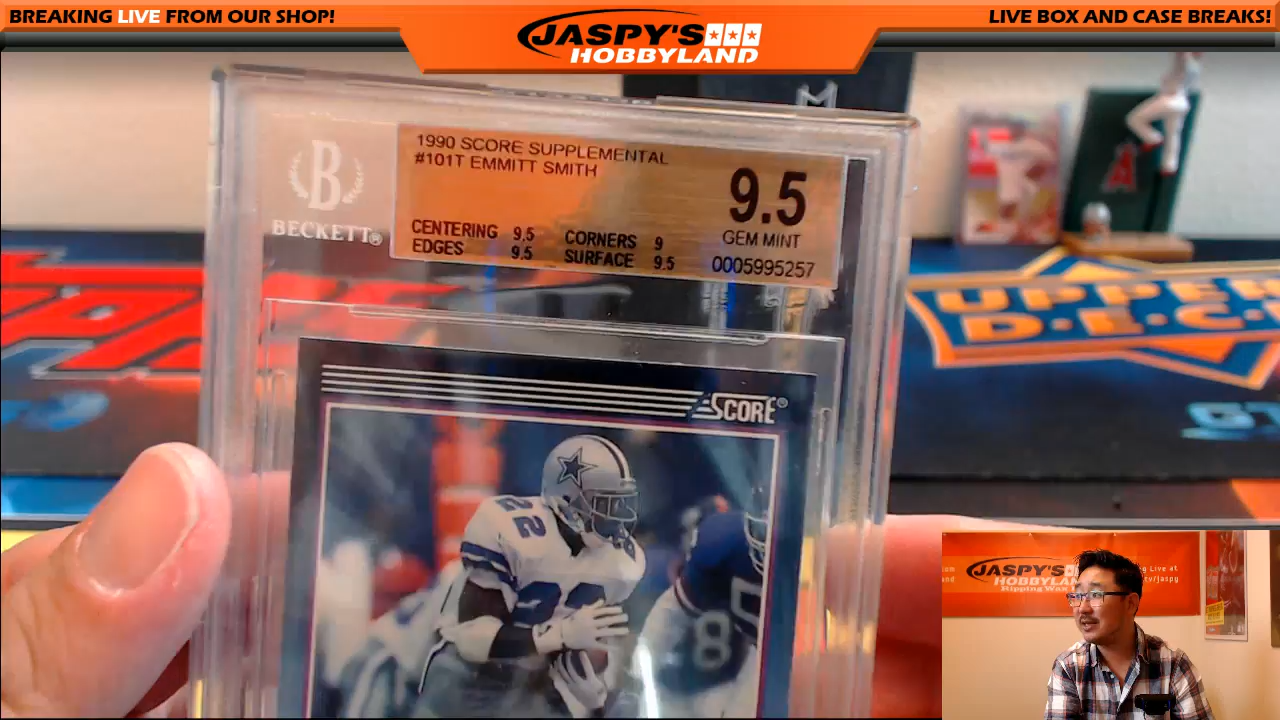 BREAKING LIVE FROM OUR SHOP!
JASPY'S
HOBBYLAND
LIVE BOX AND CASE BREAKS!
B
BECKETT®
1990 SCORE SUPPLEMENTAL
#101T EMMITT SMITH
CENTERING 9.5 CORNERS 9
EDGES 9.5 SURFACE 9.5
9.5
GEM MINT
0005995257
UPPER
D·E·C
SCORE®
22
22
8
A
JASPY'S
HOBBYLAND